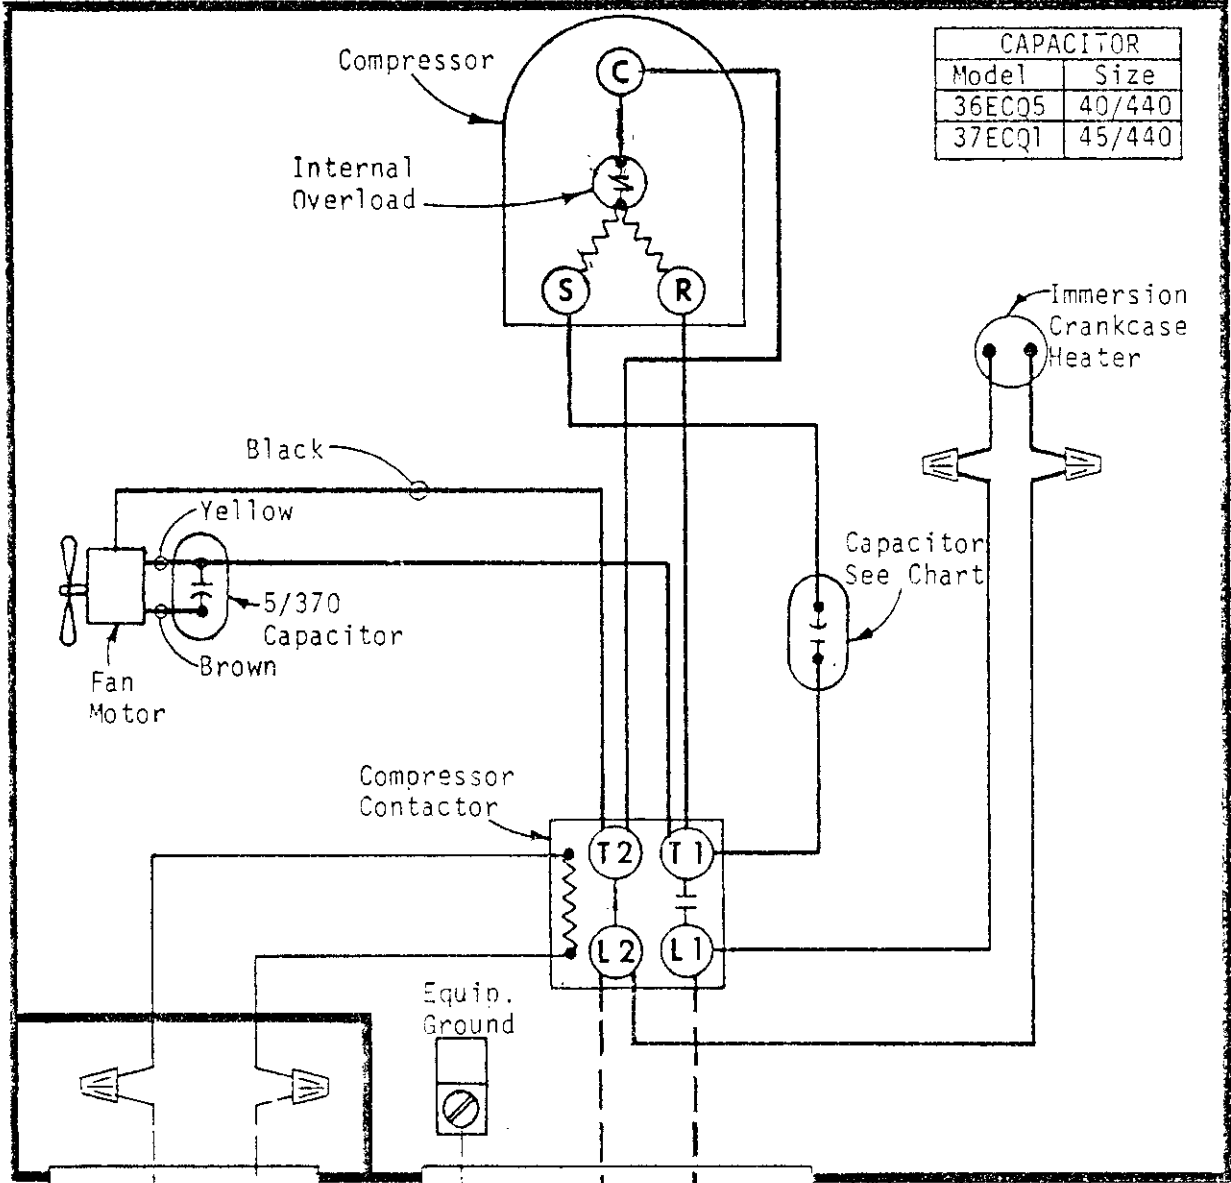 CAPACITOR
Model Size
36ECQ5 40/440
37ECQ1 45/440
Compressor
C
Internal
Overload
S
R
Immersion
Crankcase
Heater
Black
Yellow
Capacitor
See Chart
5/370
Capacitor
Brown
Fan
Motor
Compressor
Contactor
T2
T1
L2
L1
Equip.
Ground